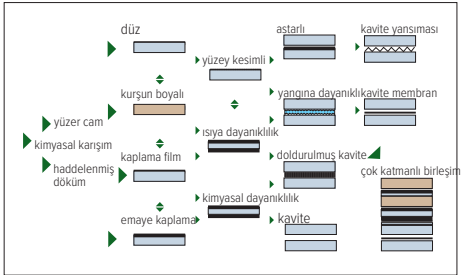 düz
astarlı
kavite yansıması
yüzey kesimli
kurşun boyalı
yangına dayanıklı
kavite membran
yüzer cam
kimyasal karışım
ısıya dayanıklılık
haddelenmiş
döküm
kaplama film
doldurulmuş kavite
çok katmanlı birleşim
kimyasal dayanıklılık
emaye kaplama
kavite